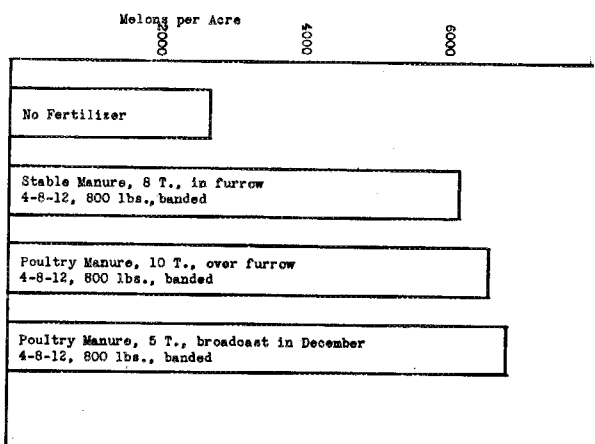 Melons per Acre
2000
4000
6000
No Fertilizer
Stable Manure, 8 T., in furrow
4-8-12, 800 lbs., banded
Poultry Manure, 10 T., over furrow
4-8-12, 800 lbs., banded
Poultry Manure, 5 T., broadcast in December
4-8-12, 800 lbs., banded